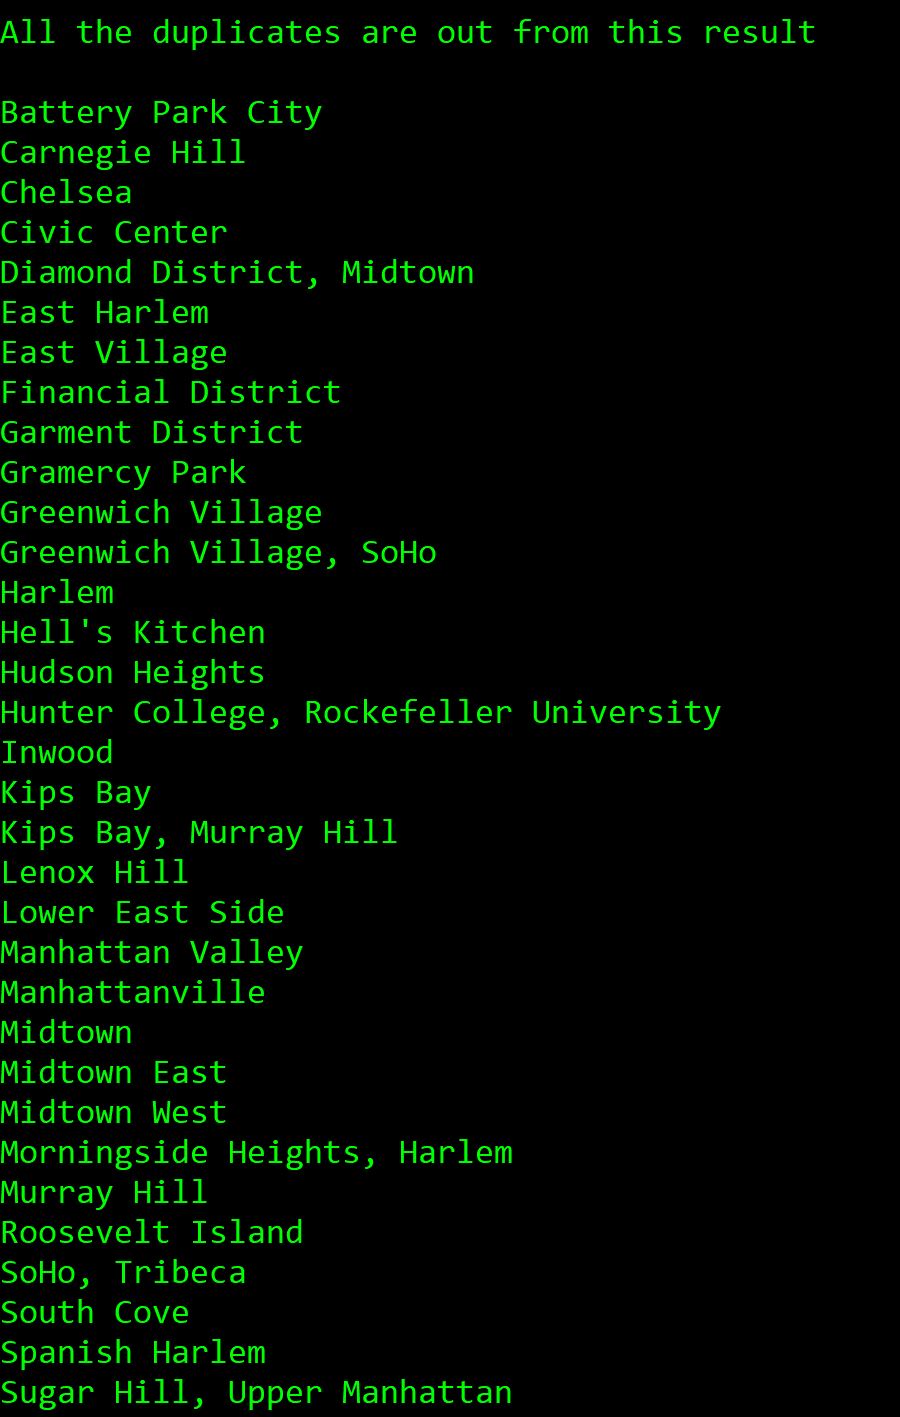 All the duplicates are out from this result
Battery Park City
Carnegie Hill
Chelsea
Civic Center
Diamond District, Midtown
East Harlem
East Village
Financial District
Garment District
Gramercy Park
Greenwich Village
Greenwich Village, SoHo
Harlem
Hell's Kitchen
Hudson Heights
Hunter College, Rockefeller University
Inwood
Kips Bay
Kips Bay, Murray Hill
Lenox Hill
Lower East Side
Manhattan Valley
Manhattanville
Midtown
Midtown East
Midtown West
Morningside Heights, Harlem
Murray Hill
Roosevelt Island
SoHo, Tribeca
South Cove
Spanish Harlem
Sugar Hill, Upper Manhattan